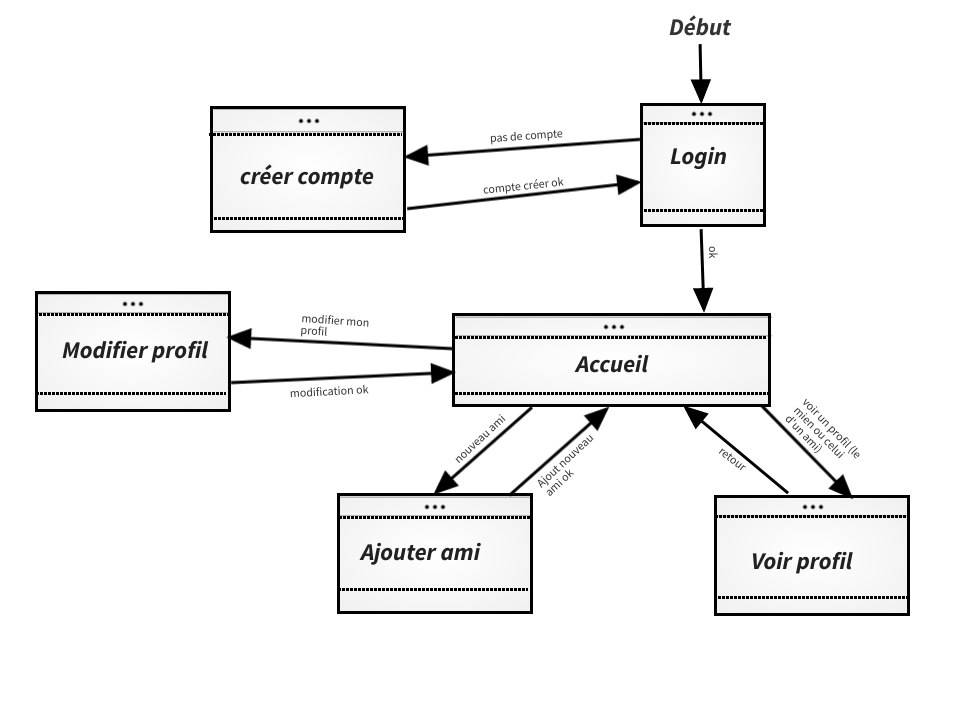 Début
pas de compte
Login
créer compte
compte créer ok
ok
modifier mon
profil
Modifier profil
Accueil
modification ok
nouveau ami
Ajout nouveau
ami ok
retour
voir un profil (le
mien ou celui
d'un ami)
Ajouter ami
Voir profil